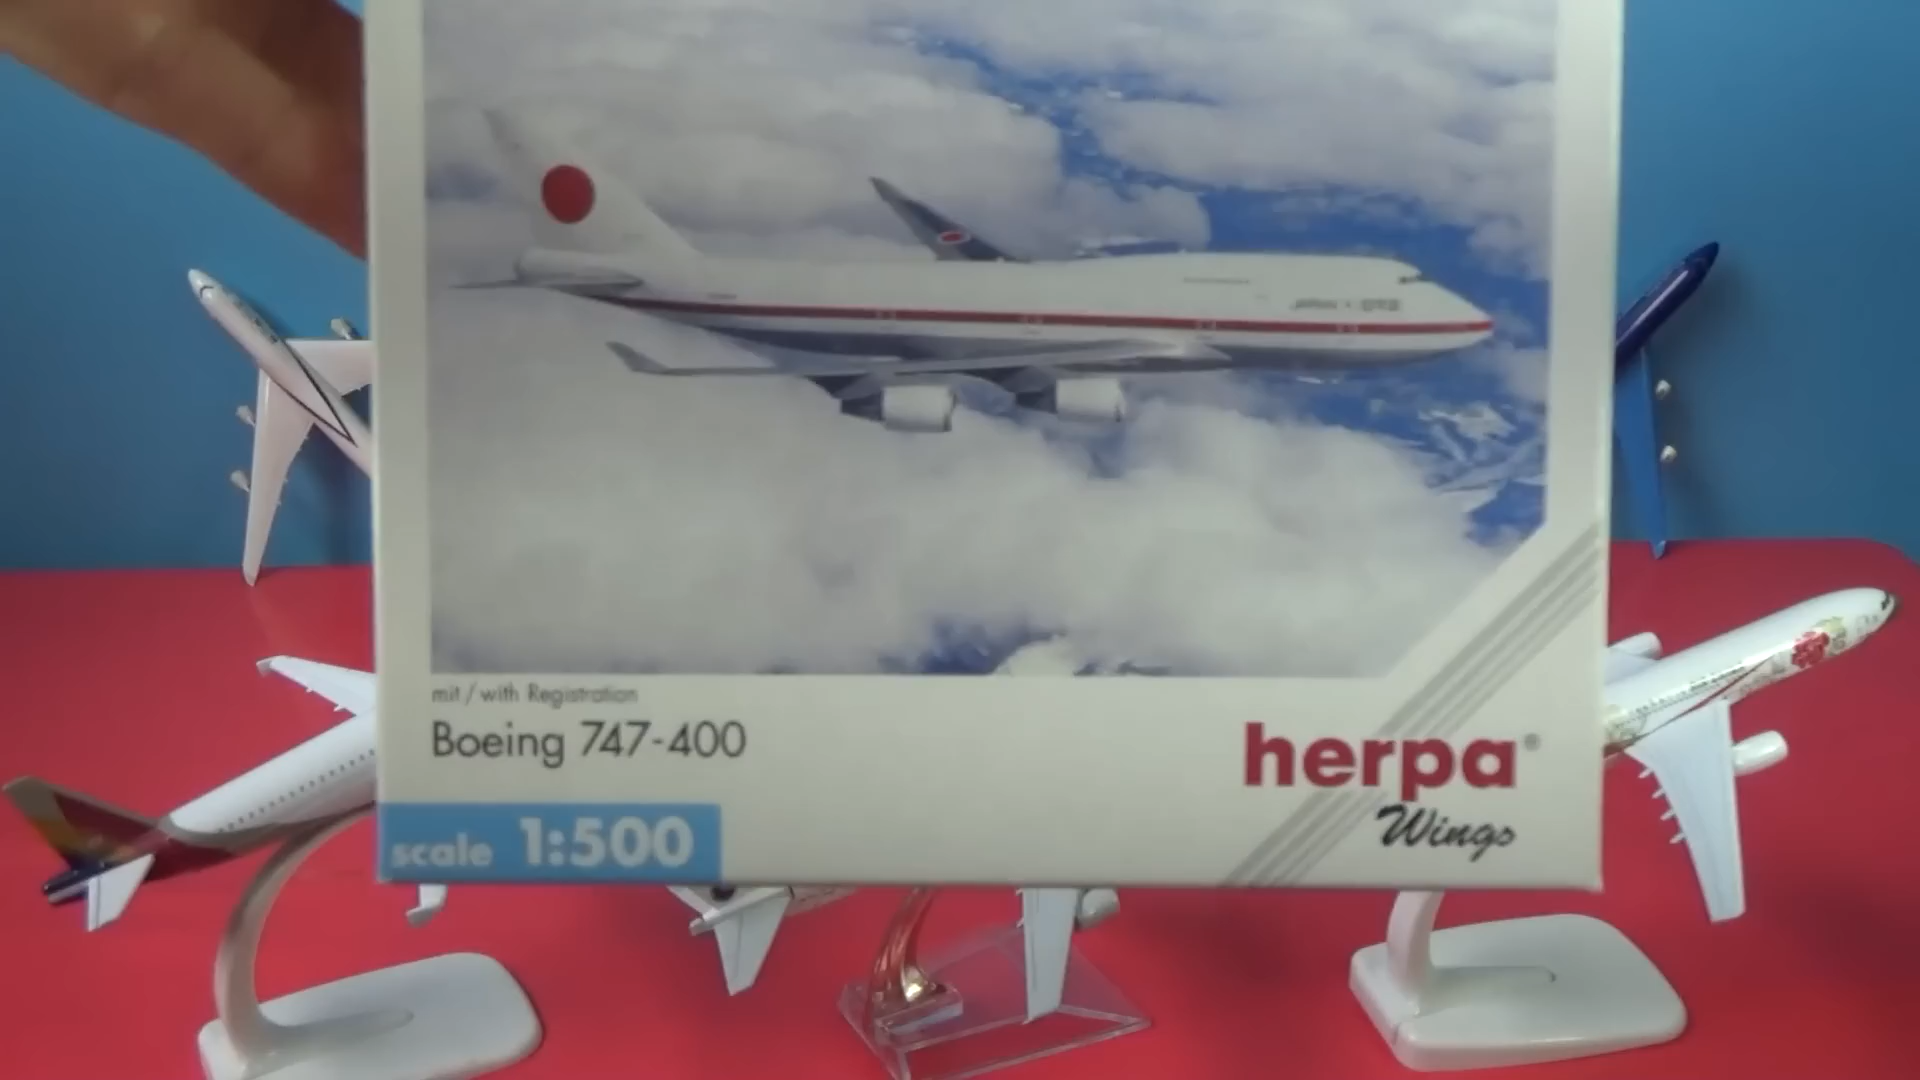 mit / with Registration
Boeing 747-400
scale 1:500
herpa®
Wings